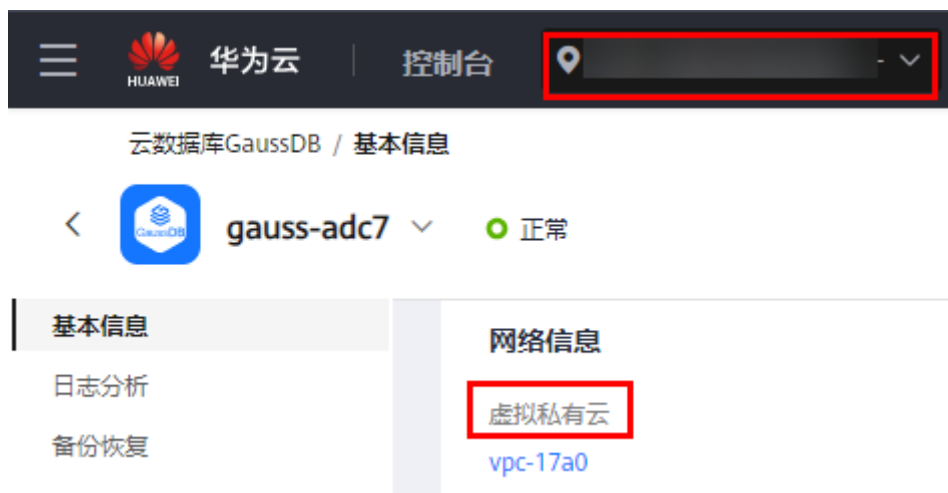 HUAWEI 华为云 控制台
云数据库GaussDB / 基本信息
GaussDB gauss-adc7 正常
基本信息
网络信息
日志分析
虚拟私有云
备份恢复
vpc-17a0